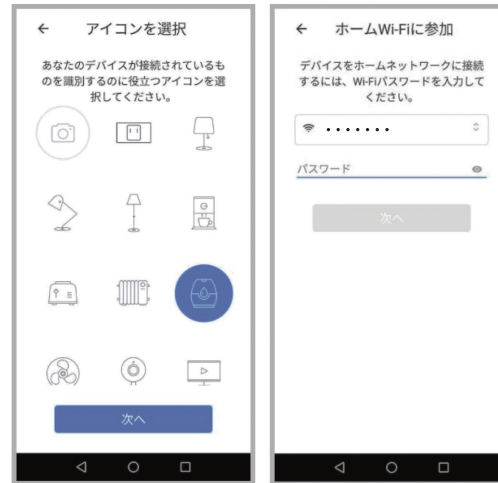 アイコンを選択
あなたのデバイスが接続されているも
のを識別するのに役立つアイコンを選
択してください。
次へ
ホームWi-Fiに参加
デバイスをホームネットワークに接続
するには、Wi-Fiパスワードを入力して
ください。
パスワード
次へ